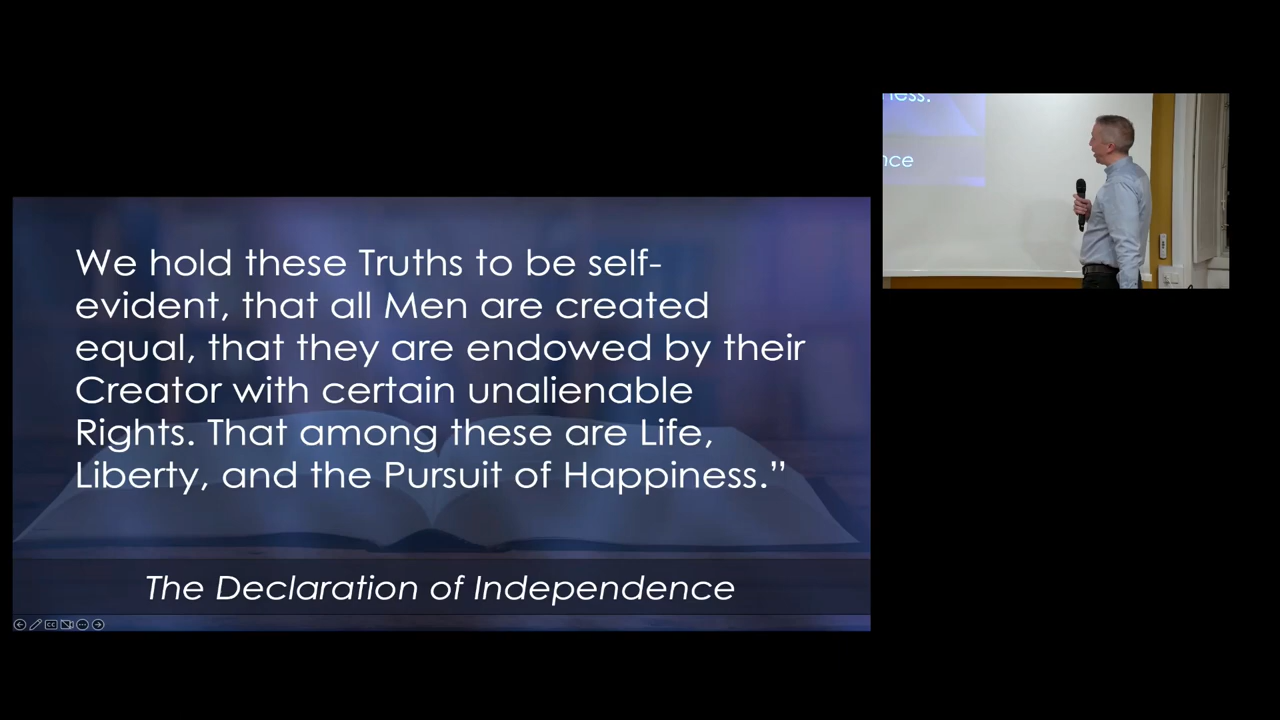 We hold these Truths to be self-
evident, that all Men are created
equal, that they are endowed by their
Creator with certain unalienable
Rights. That among these are Life,
Liberty, and the Pursuit of Happiness.”
The Declaration of Independence
ness.
nce